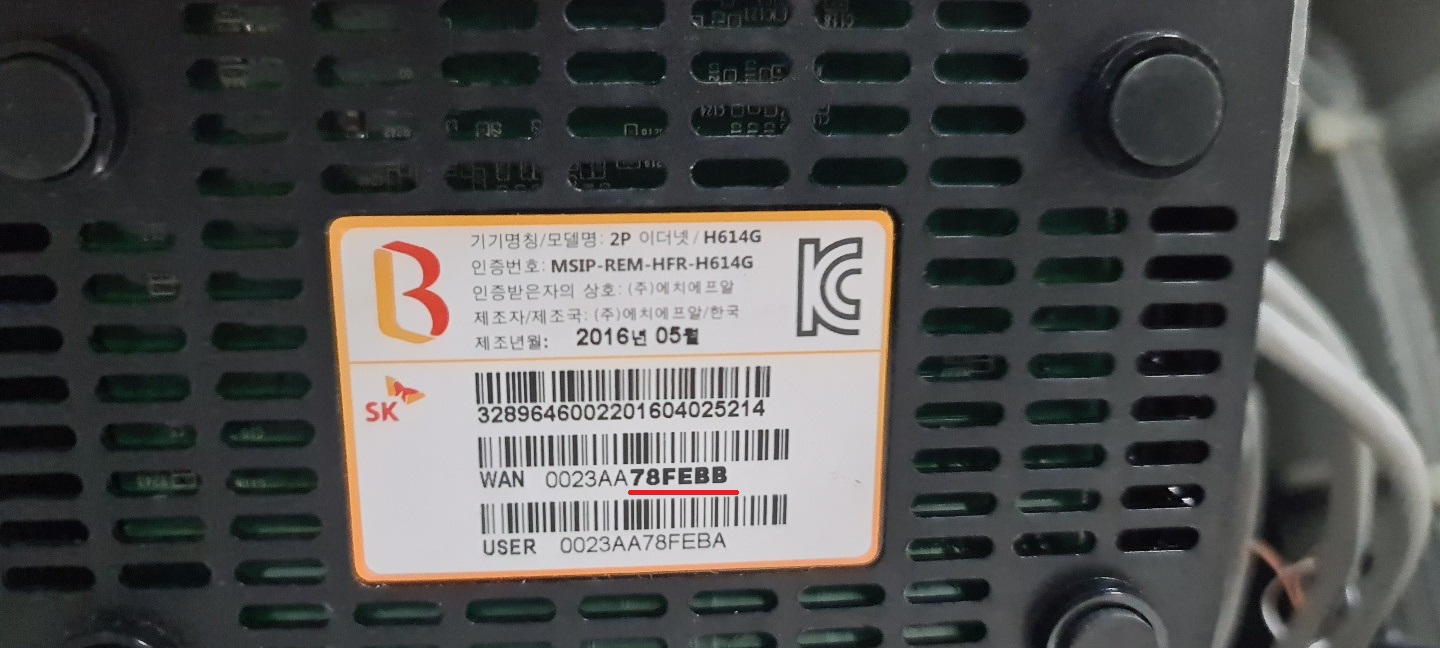 기기명칭/모델명: 2P 이더넷/H614G
인증번호: MSIP-REM-HFR-H614G
인증받은자의 상호: (주)에치에프알
제조자/제조국: (주)에치에프알/한국
제조년월: 2016년 05월
B
KC
SK
3289646002201604025214
WAN 0023AA78FEBB
USER 0023AA78FEBA